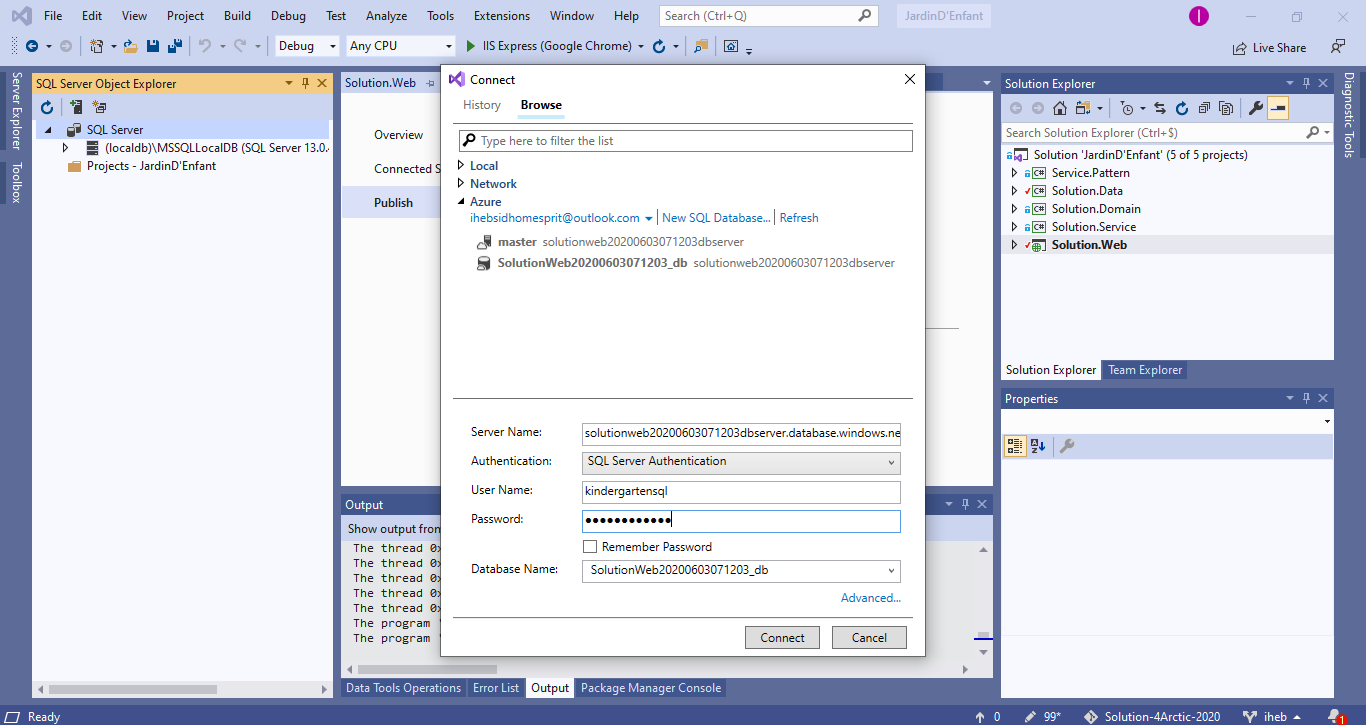 File Edit View Project Build Debug Test Analyze Tools Extensions Window Help Search (Ctrl+Q) JardinD'Enfant I
Debug Any CPU IIS Express (Google Chrome) Live Share
Server Explorer
Toolbox
SQL Server Object Explorer
SQL Server
(localdb)\MSSQLLocalDB (SQL Server 13.0.
Projects - JardinD'Enfant
Solution.Web
Overview
Connected S
Publish
Connect
History Browse
Type here to filter the list
Local
Network
Azure
ihebsidhomesprit@outlook.com New SQL Database... Refresh
master solutionweb20200603071203dbserver
SolutionWeb20200603071203_db solutionweb20200603071203dbserver
Server Name: solutionweb20200603071203dbserver.database.windows.ne
Authentication: SQL Server Authentication
User Name: kindergartensql
Password: ●●●●●●●●●●●●
Remember Password
Database Name: SolutionWeb20200603071203_db
Advanced...
Connect Cancel
Output
Show output from
The thread 0x
The thread 0x
The thread 0x
The thread 0x
The thread 0x
The program '
The program '
Data Tools Operations Error List Output Package Manager Console
Solution Explorer
Search Solution Explorer (Ctrl+$)
Solution 'JardinD'Enfant' (5 of 5 projects)
C# Service.Pattern
C# Solution.Data
C# Solution.Domain
C# Solution.Service
Solution.Web
Solution Explorer Team Explorer
Properties
Diagnostic Tools
Ready 0 99* Solution-4Arctic-2020 iheb 1